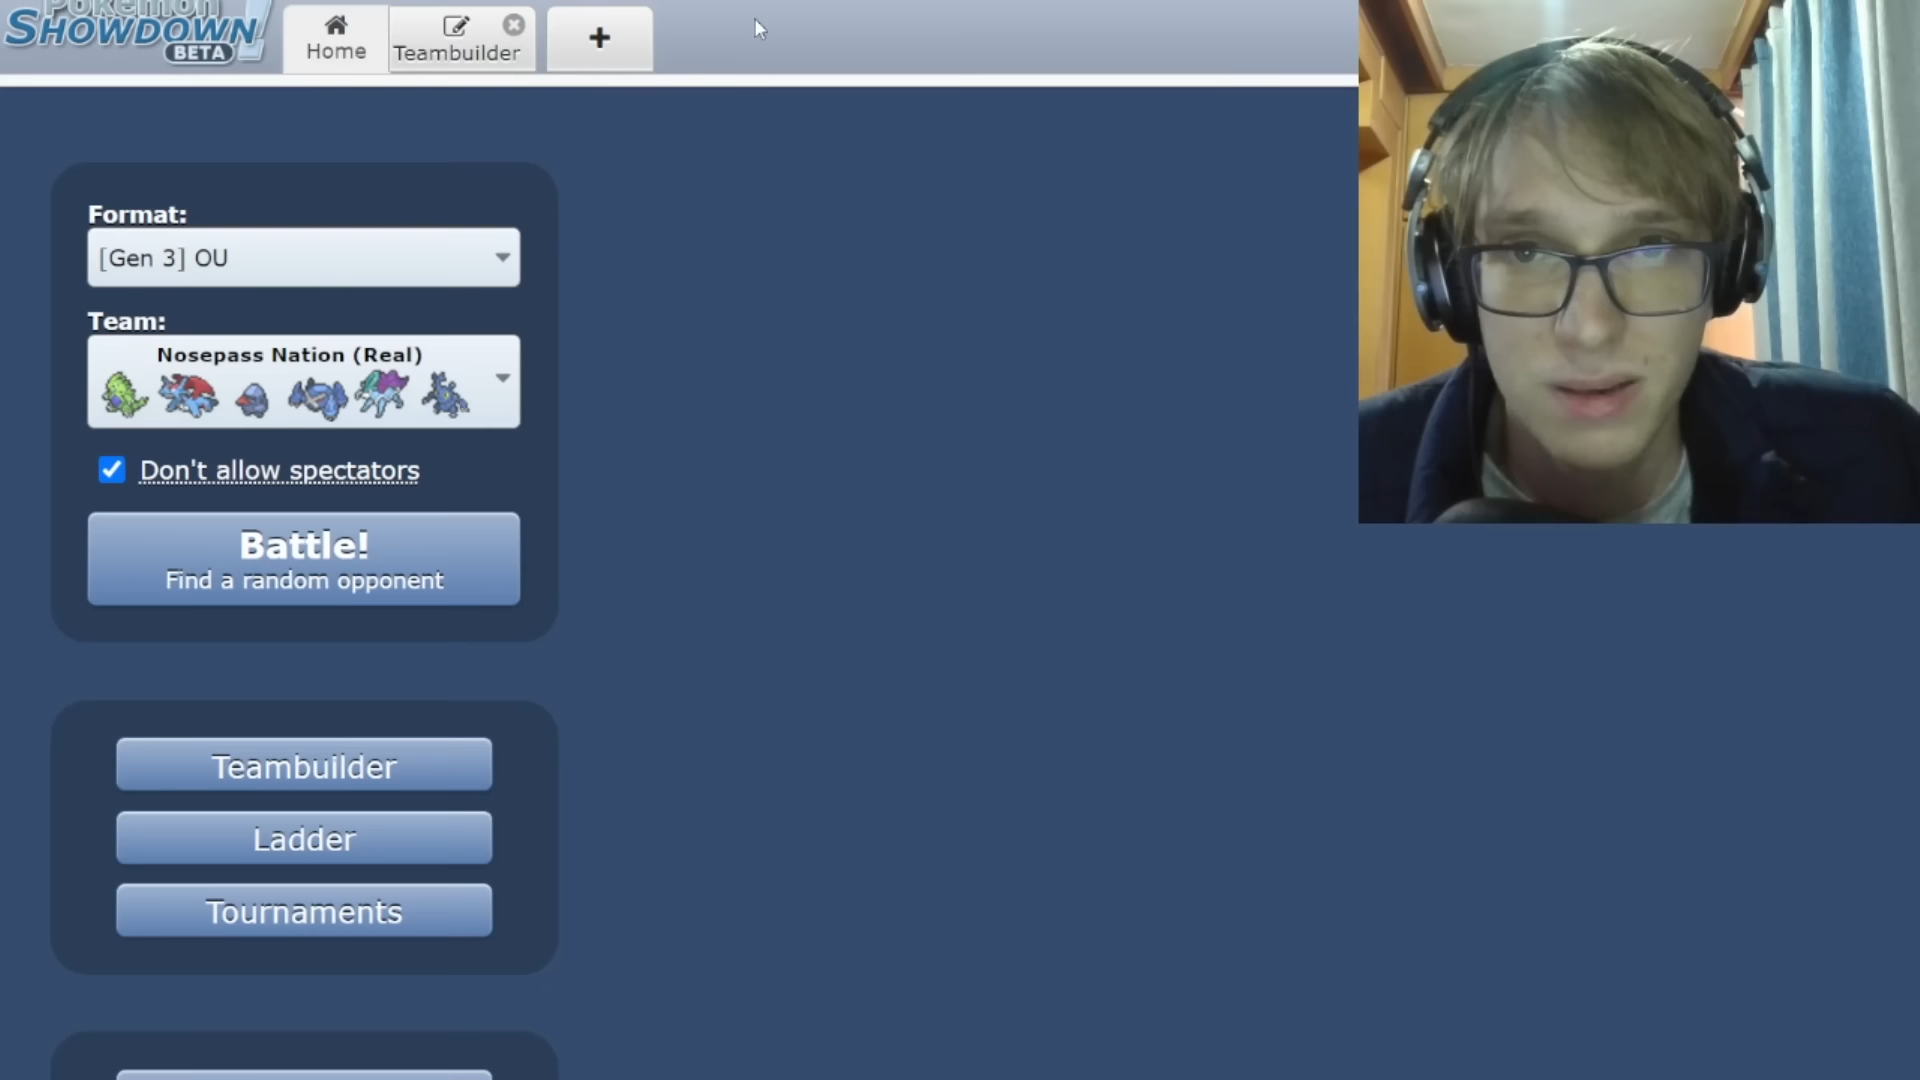 Pokémon
SHOWDOWN!
BETA
Home
Teambuilder
+
Format:
[Gen 3] OU
Team:
Nosepass Nation (Real)
Don't allow spectators
Battle!
Find a random opponent
Teambuilder
Ladder
Tournaments